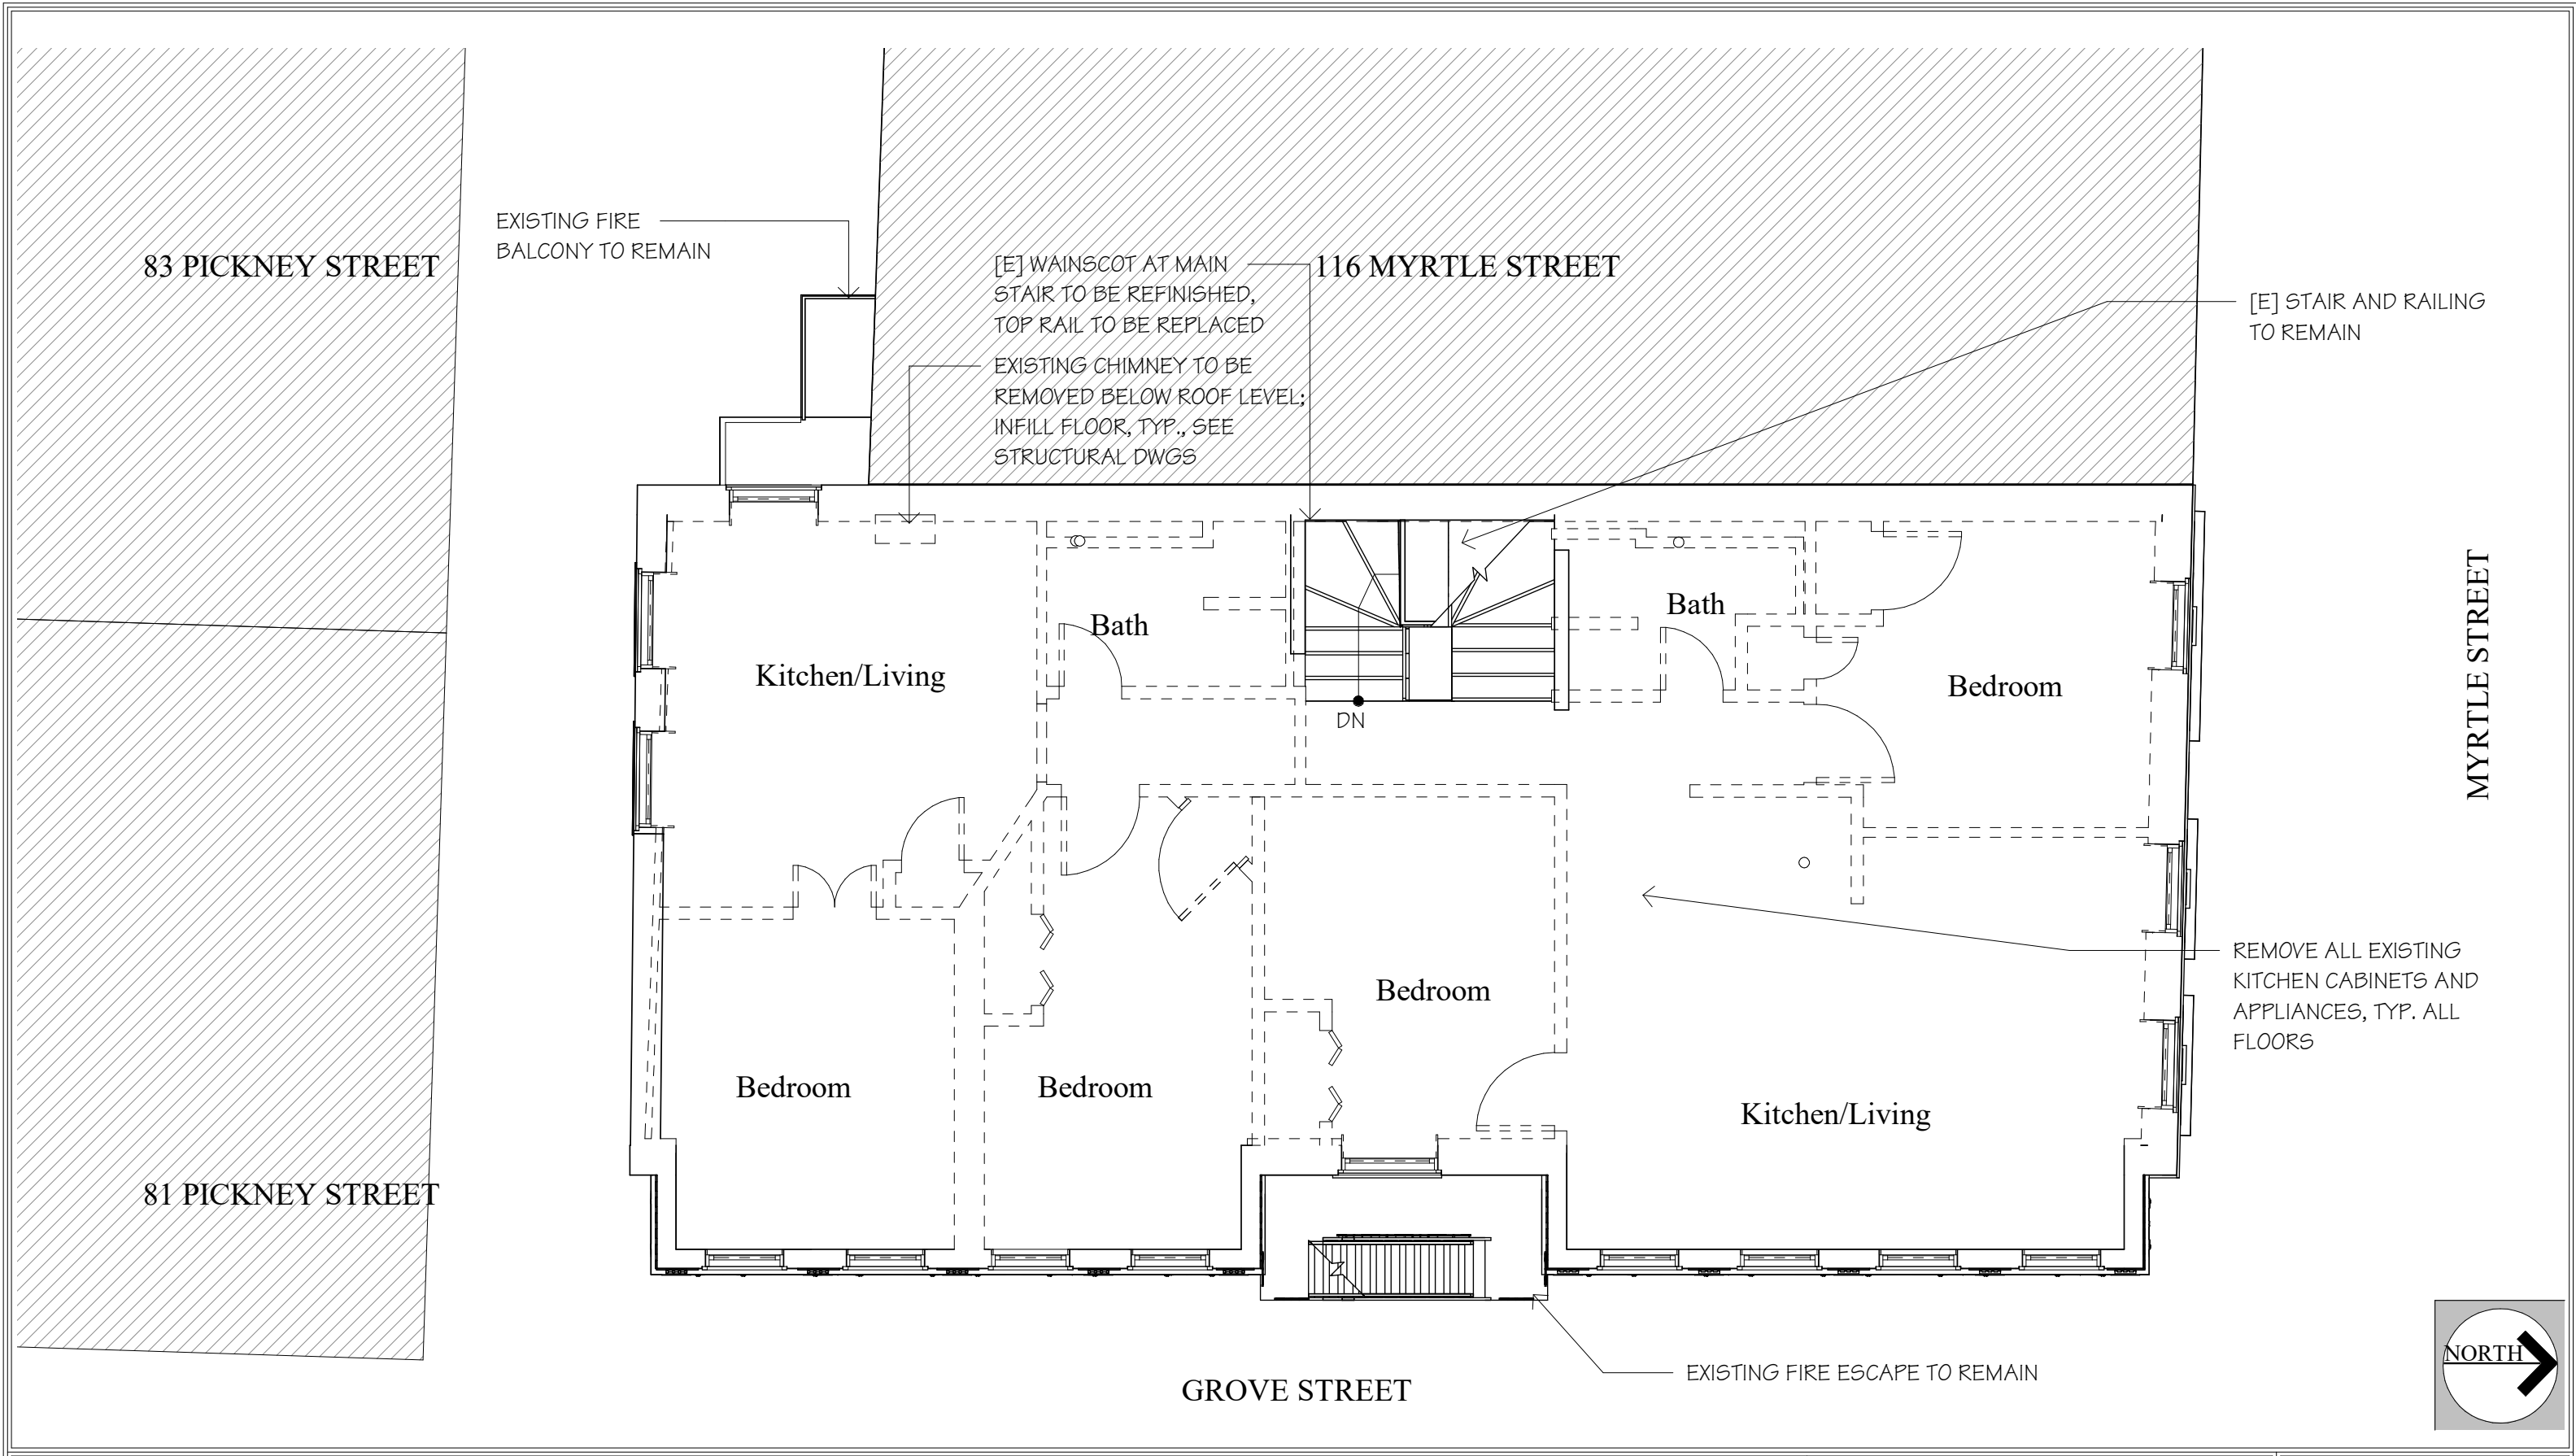 EXISTING FIRE
BALCONY TO REMAIN
83 PICKNEY STREET
[E] WAINSCOT AT MAIN
STAIR TO BE REFINISHED,
TOP RAIL TO BE REPLACED
116 MYRTLE STREET
[E] STAIR AND RAILING
TO REMAIN
EXISTING CHIMNEY TO BE
REMOVED BELOW ROOF LEVEL;
INFILL FLOOR, TYP., SEE
STRUCTURAL DWGS
Bath
Bath
Kitchen/Living
Bedroom
MYRTLE STREET
DN
REMOVE ALL EXISTING
KITCHEN CABINETS AND
APPLIANCES, TYP. ALL
FLOORS
Bedroom
Bedroom
Bedroom
Kitchen/Living
81 PICKNEY STREET
EXISTING FIRE ESCAPE TO REMAIN
GROVE STREET
NORTH